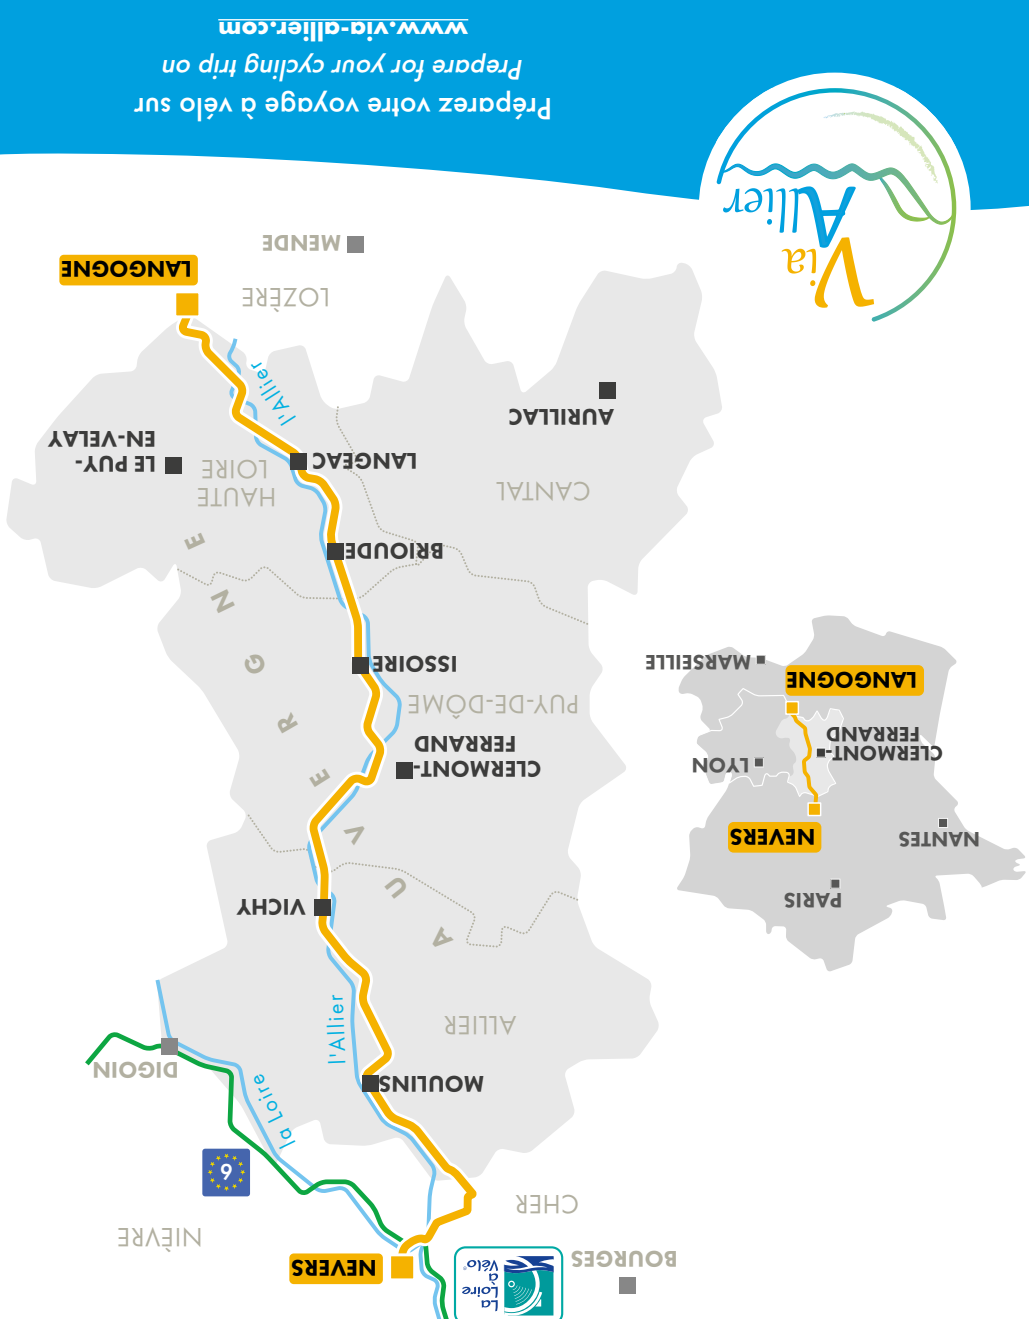 BOURGES
La
Loire
à
Vélo®
NEVERS
NIÈVRE
CHER
6
la Loire
MOULINS
DIGOIN
ALLIER
l'Allier
A U V E R G N E
VICHY
CLERMONT-
FERRAND
PUY-DE-DÔME
ISSOIRE
BRIOUDE
CANTAL
HAUTE
LOIRE
LANGEAC
LE PUY-
EN-VELAY
AURILLAC
l'Allier
LOZÈRE
LANGOGNE
MENDE
PARIS
NANTES
NEVERS
LYON
CLERMONT-
FERRAND
LANGOGNE
MARSEILLE
Via
Allier
Préparez votre voyage à vélo sur
Prepare for your cycling trip on
www.via-allier.com